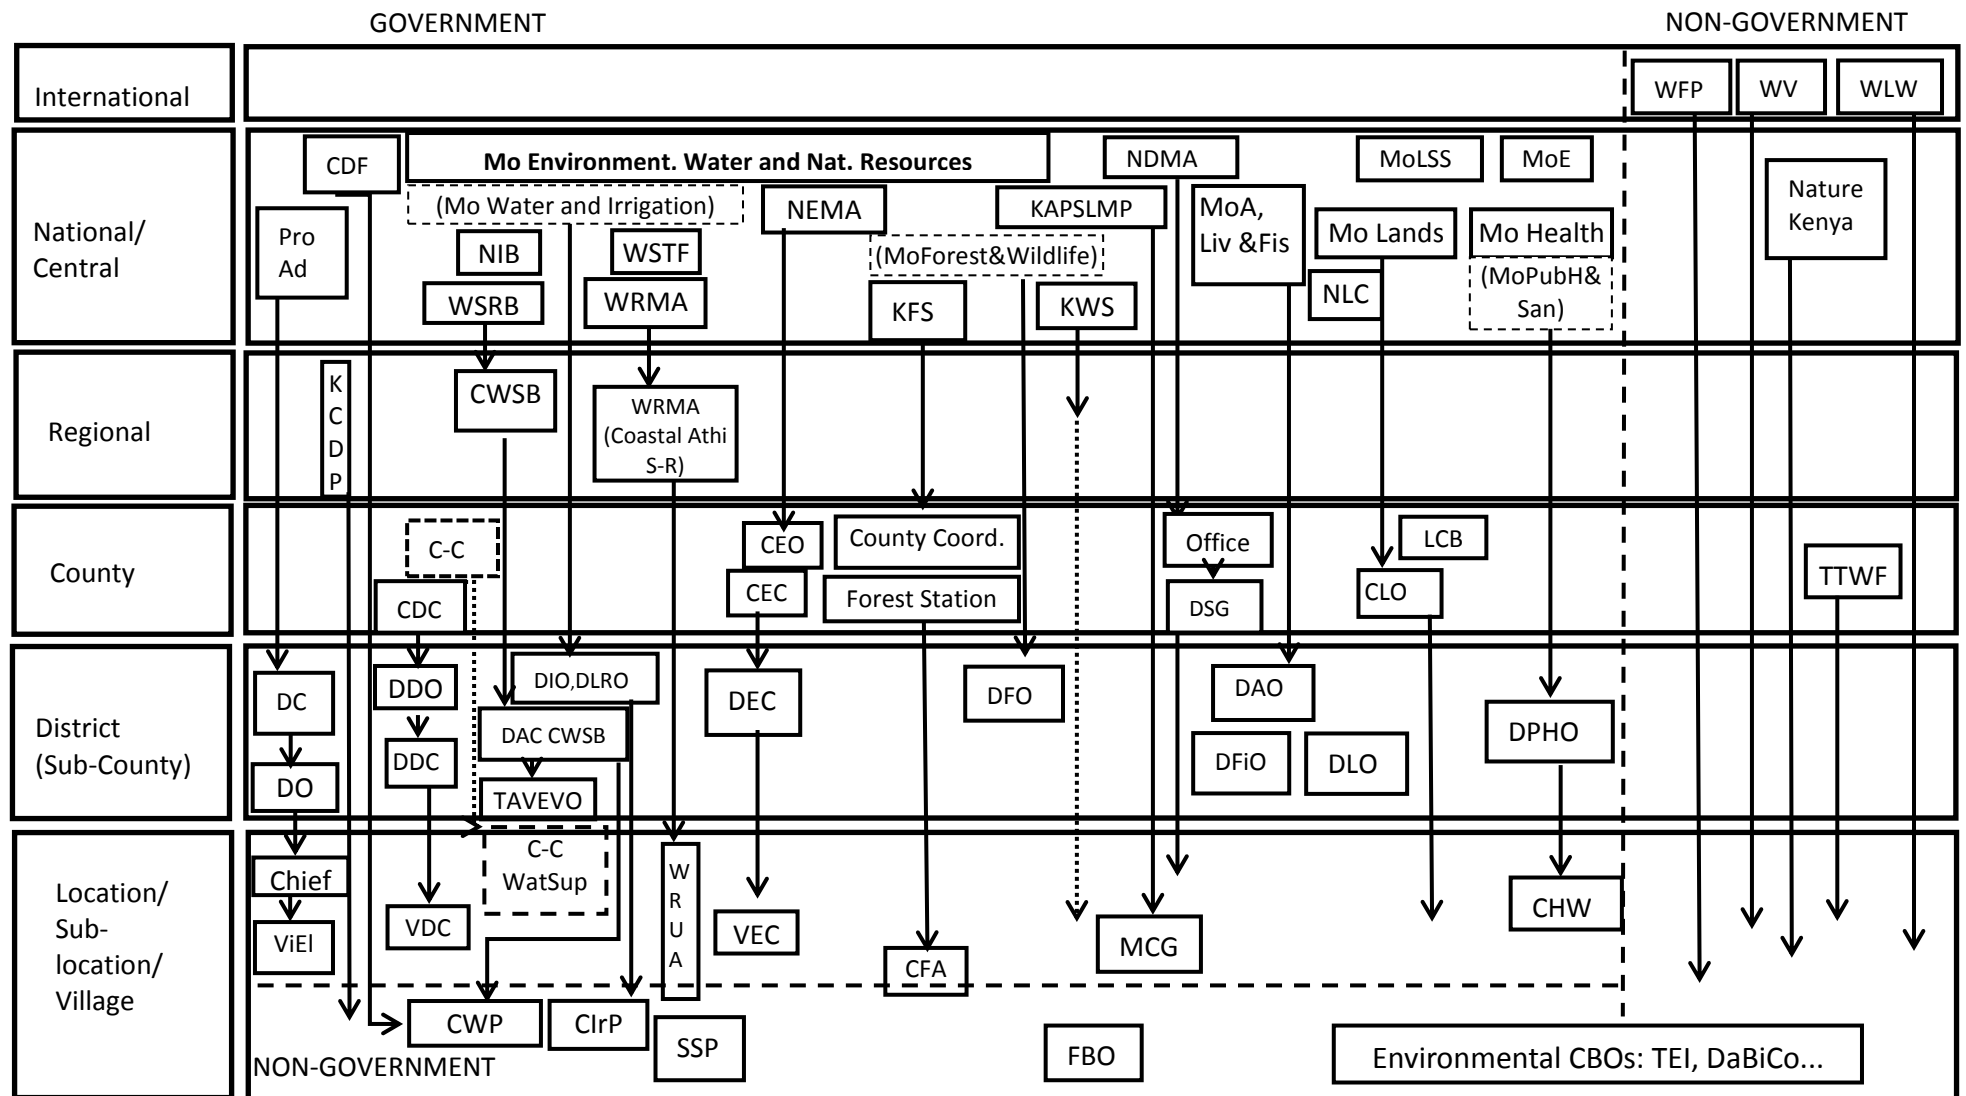 GOVERNMENT
NON-GOVERNMENT
International
WFP
WV
WLW
National/
Central
CDF
Mo Environment. Water and Nat. Resources
NDMA
MoLSS
MoE
(Mo Water and Irrigation)
NEMA
KAPSLMP
MoA,
Liv &Fis
Nature
Kenya
Pro
Ad
NIB
WSTF
(MoForest&Wildlife)
Mo Lands
Mo Health
(MoPubH&
San)
WSRB
WRMA
KFS
KWS
NLC
Regional
K
C
D
P
CWSB
WRMA
(Coastal Athi
S-R)
County
C-C
CEO
County Coord.
Office
LCB
TTWF
CDC
CEC
Forest Station
DSG
CLO
District
(Sub-County)
DC
DDO
DIO,DLRO
DEC
DFO
DAO
DPHO
DAC CWSB
DDC
DFiO
DLO
DO
TAVEVO
Location/
Sub-
location/
Village
Chief
C-C
WatSup
W
R
U
A
ViEl
VDC
VEC
CFA
MCG
CHW
CWP
CIrP
SSP
FBO
Environmental CBOs: TEI, DaBiCo...
NON-GOVERNMENT